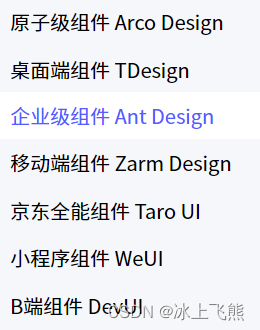 原子级组件 Arco Design
桌面端组件 TDesign
企业级组件 Ant Design
移动端组件 Zarm Design
京东全能组件 Taro UI
小程序组件 WeUI
B端组件 DevUI
CSDN @冰上飞熊